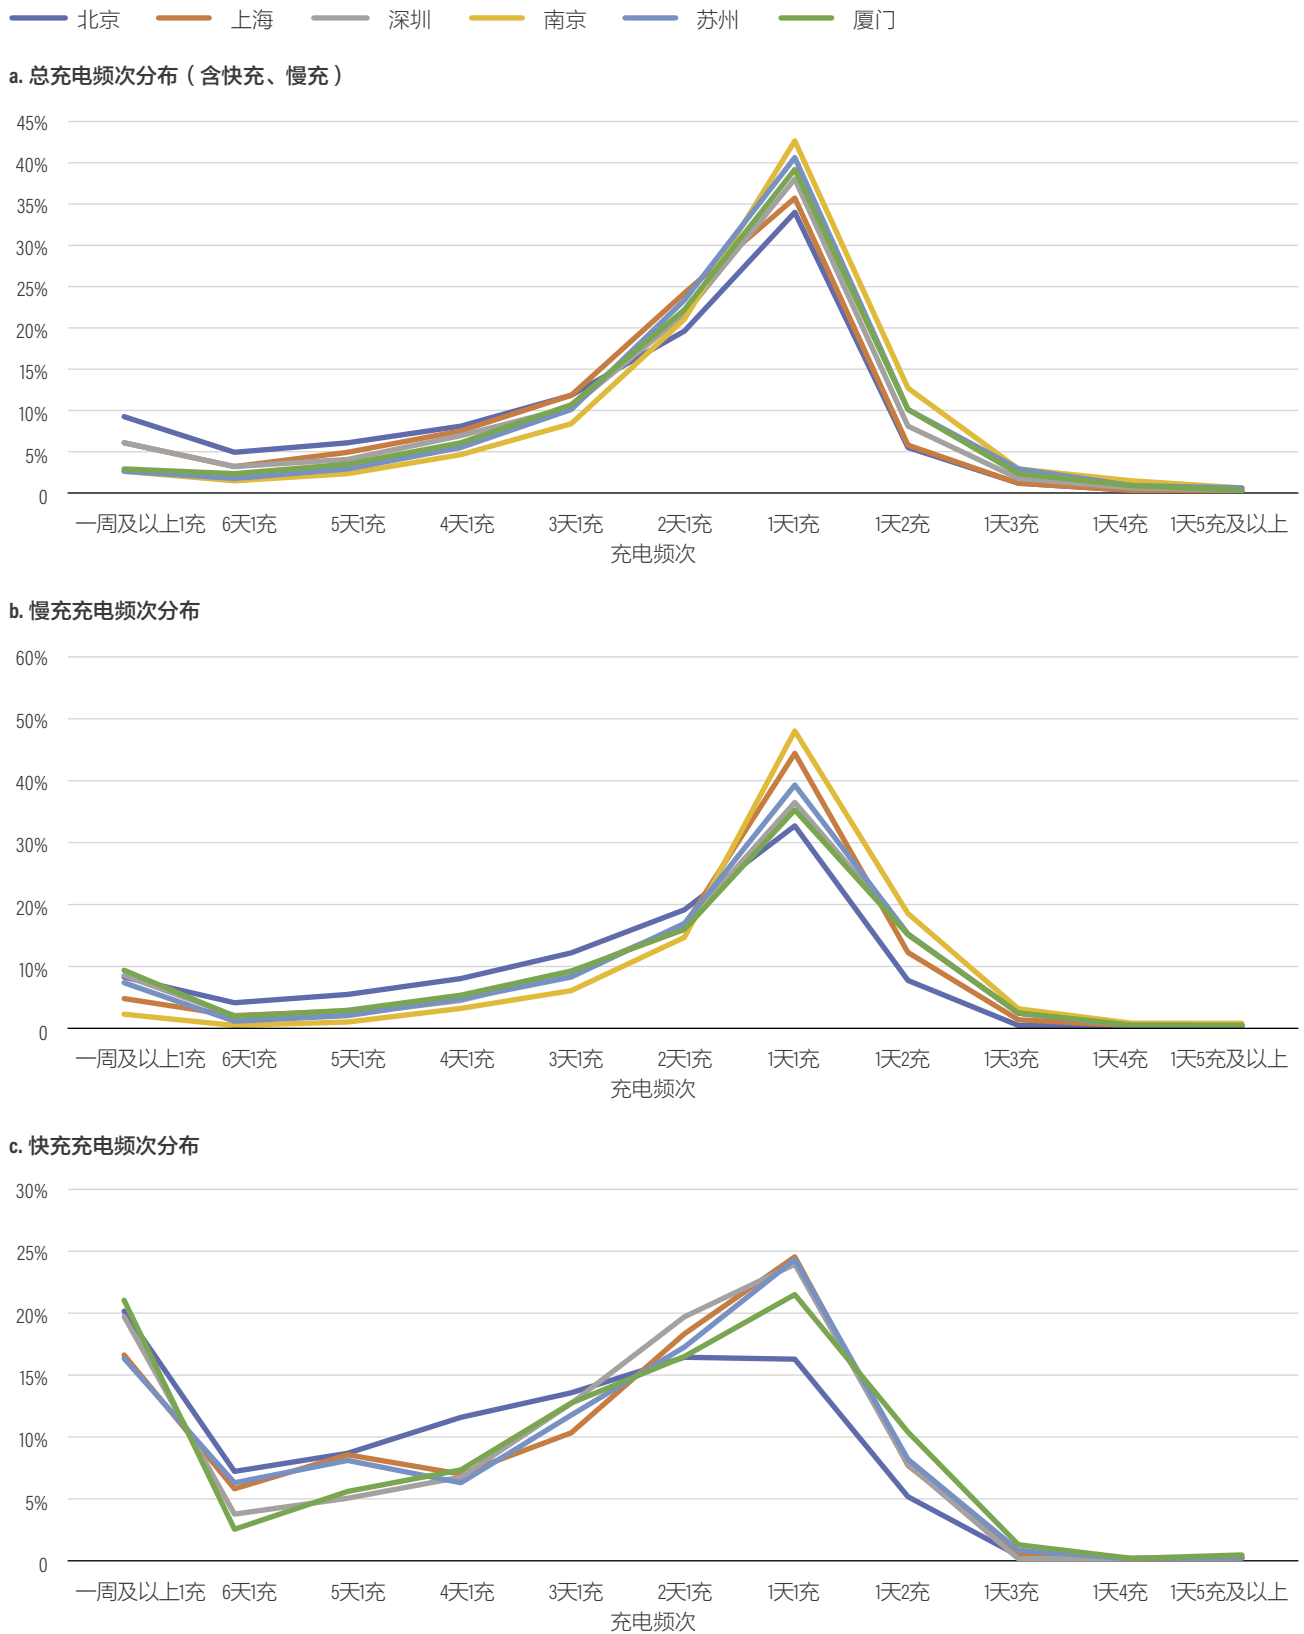 北京 上海 深圳 南京 苏州 厦门
a. 总充电频次分布（含快充、慢充）
45%
40%
35%
30%
25%
20%
15%
10%
5%
0
一周及以上1充 6天1充 5天1充 4天1充 3天1充 2天1充 1天1充 1天2充 1天3充 1天4充 1天5充及以上
充电频次
b. 慢充充电频次分布
60%
50%
40%
30%
20%
10%
0
一周及以上1充 6天1充 5天1充 4天1充 3天1充 2天1充 1天1充 1天2充 1天3充 1天4充 1天5充及以上
充电频次
c. 快充充电频次分布
30%
25%
20%
15%
10%
5%
0
一周及以上1充 6天1充 5天1充 4天1充 3天1充 2天1充 1天1充 1天2充 1天3充 1天4充 1天5充及以上
充电频次